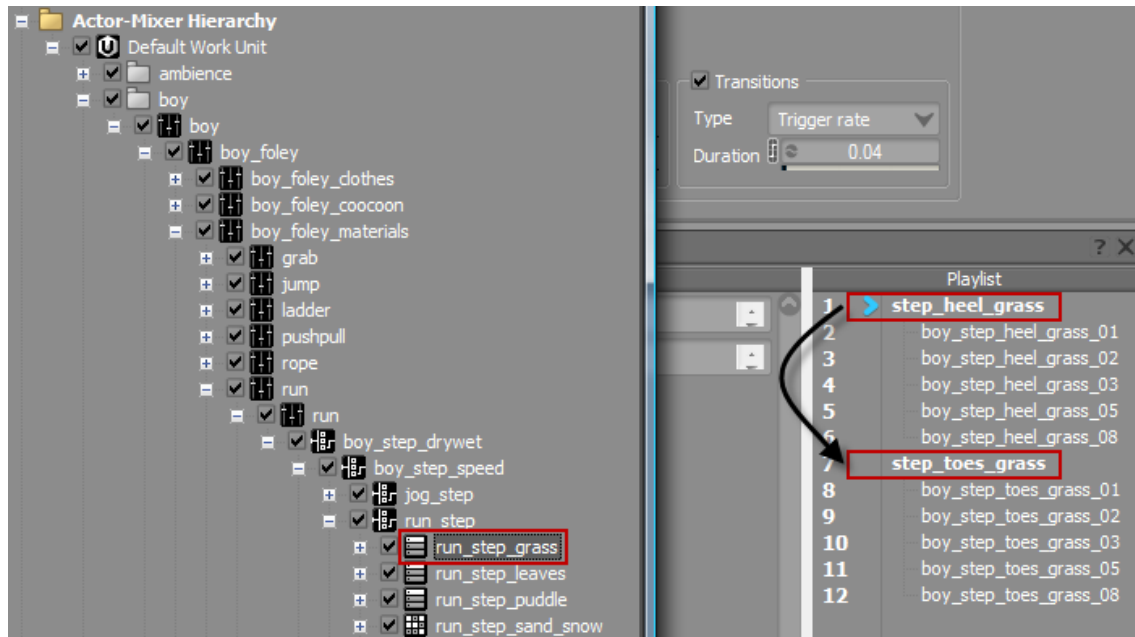 Actor-Mixer Hierarchy
Default Work Unit
ambience
boy
boy
boy_foley
boy_foley_clothes
boy_foley_coocoon
boy_foley_materials
grab
jump
ladder
pushpull
rope
run
run
boy_step_drywet
boy_step_speed
jog_step
run_step
run_step_grass
run_step_leaves
run_step_puddle
run_step_sand_snow
Transitions
Type Trigger rate
Duration 0.04
? X
Playlist
1 step_heel_grass
2 boy_step_heel_grass_01
3 boy_step_heel_grass_02
4 boy_step_heel_grass_03
5 boy_step_heel_grass_05
6 boy_step_heel_grass_08
7 step_toes_grass
8 boy_step_toes_grass_01
9 boy_step_toes_grass_02
10 boy_step_toes_grass_03
11 boy_step_toes_grass_05
12 boy_step_toes_grass_08